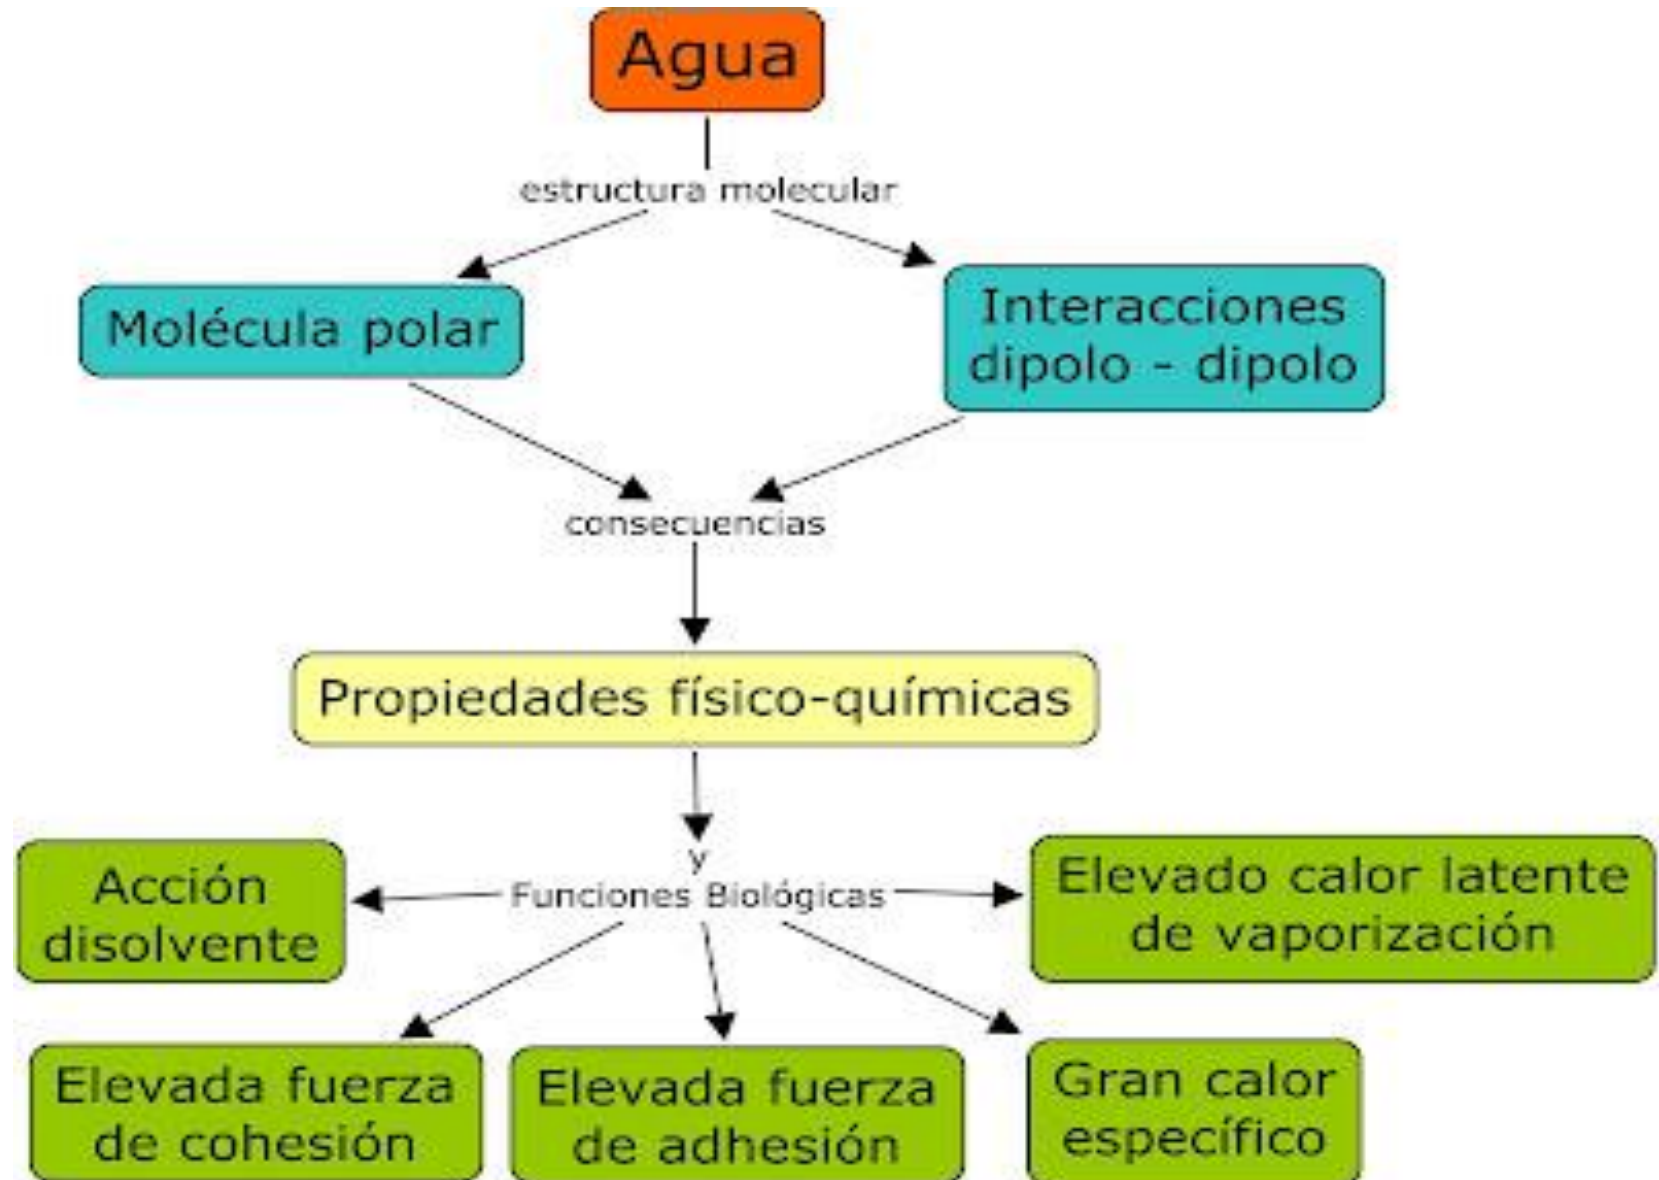 Agua
estructura molecular
Molécula polar
Interacciones
dipolo - dipolo
consecuencias
Propiedades físico-químicas
y
Funciones Biológicas
Acción
disolvente
Elevado calor latente
de vaporización
Elevada fuerza
de cohesión
Elevada fuerza
de adhesión
Gran calor
específico